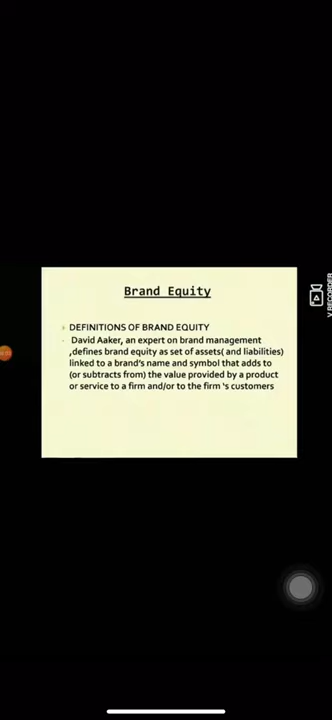 Brand Equity
DEFINITIONS OF BRAND EQUITY
David Aaker, an expert on brand management
,defines brand equity as set of assets( and liabilities)
linked to a brand's name and symbol that adds to
(or subtracts from) the value provided by a product
or service to a firm and/or to the firm 's customers
V RECORDER